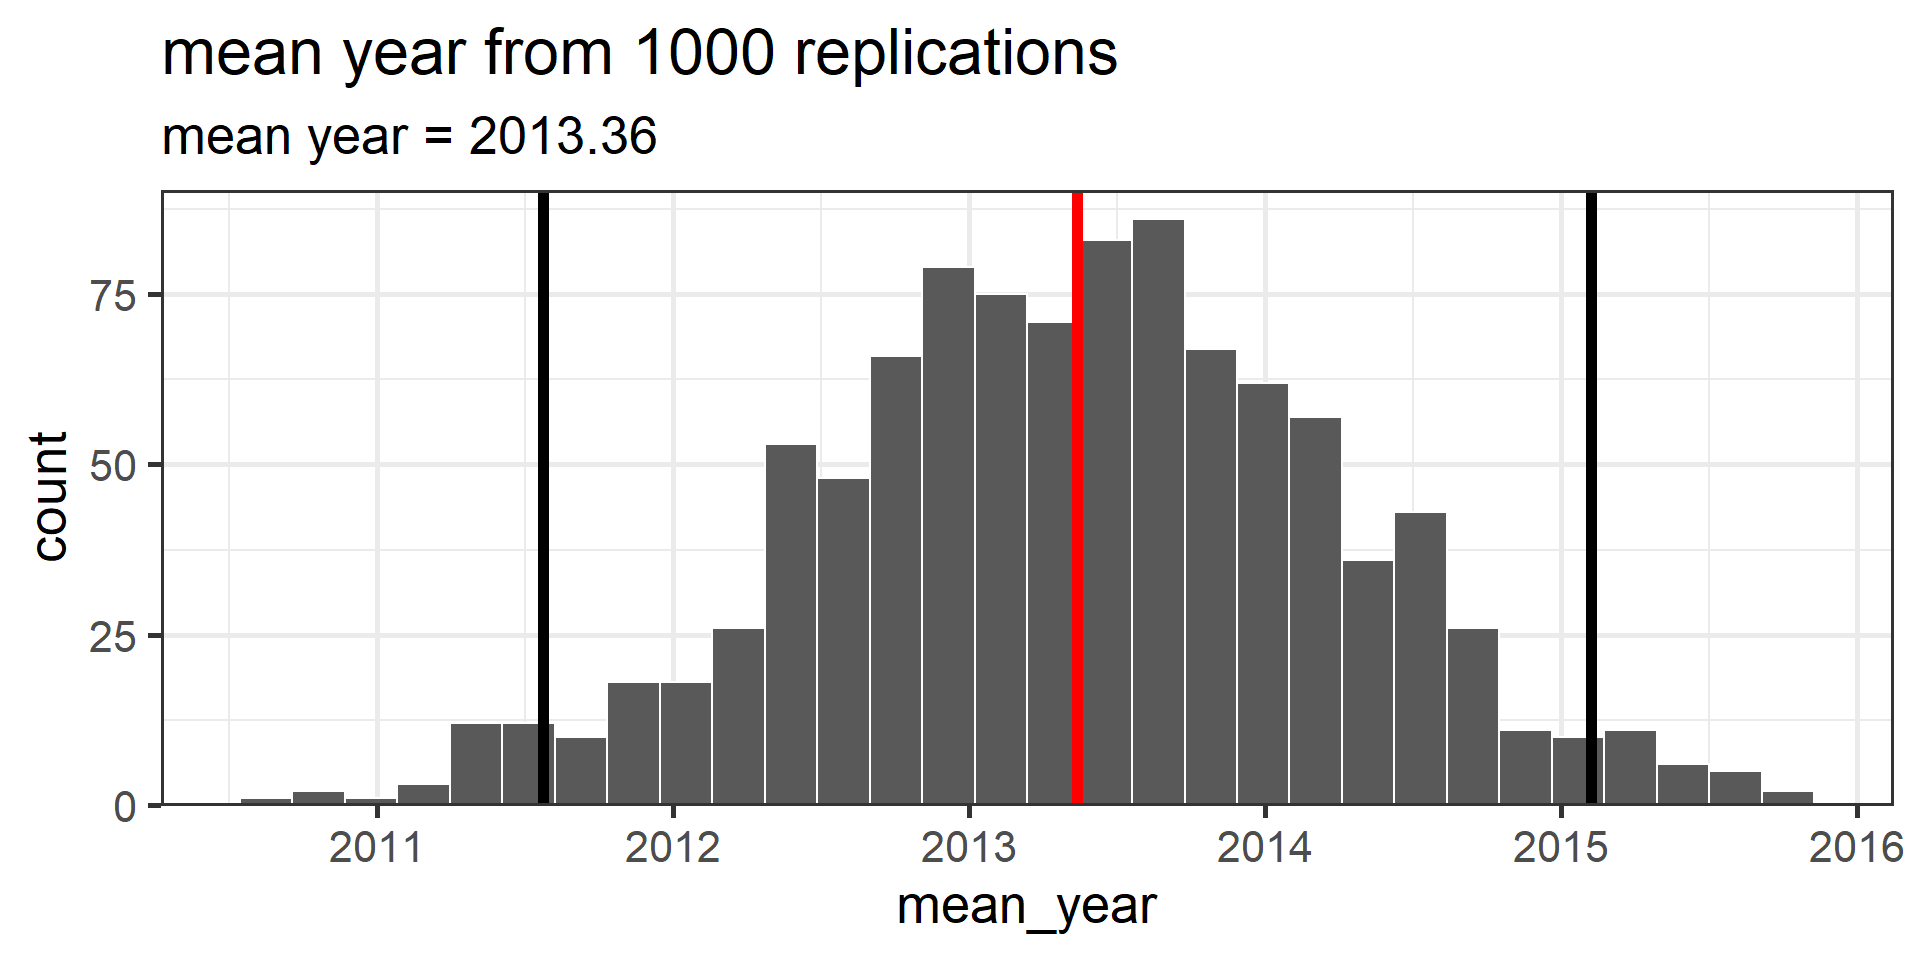 mean year from 1000 replications
mean year = 2013.36
75
50
25
0
count
2011 2012 2013 2014 2015 2016
mean_year